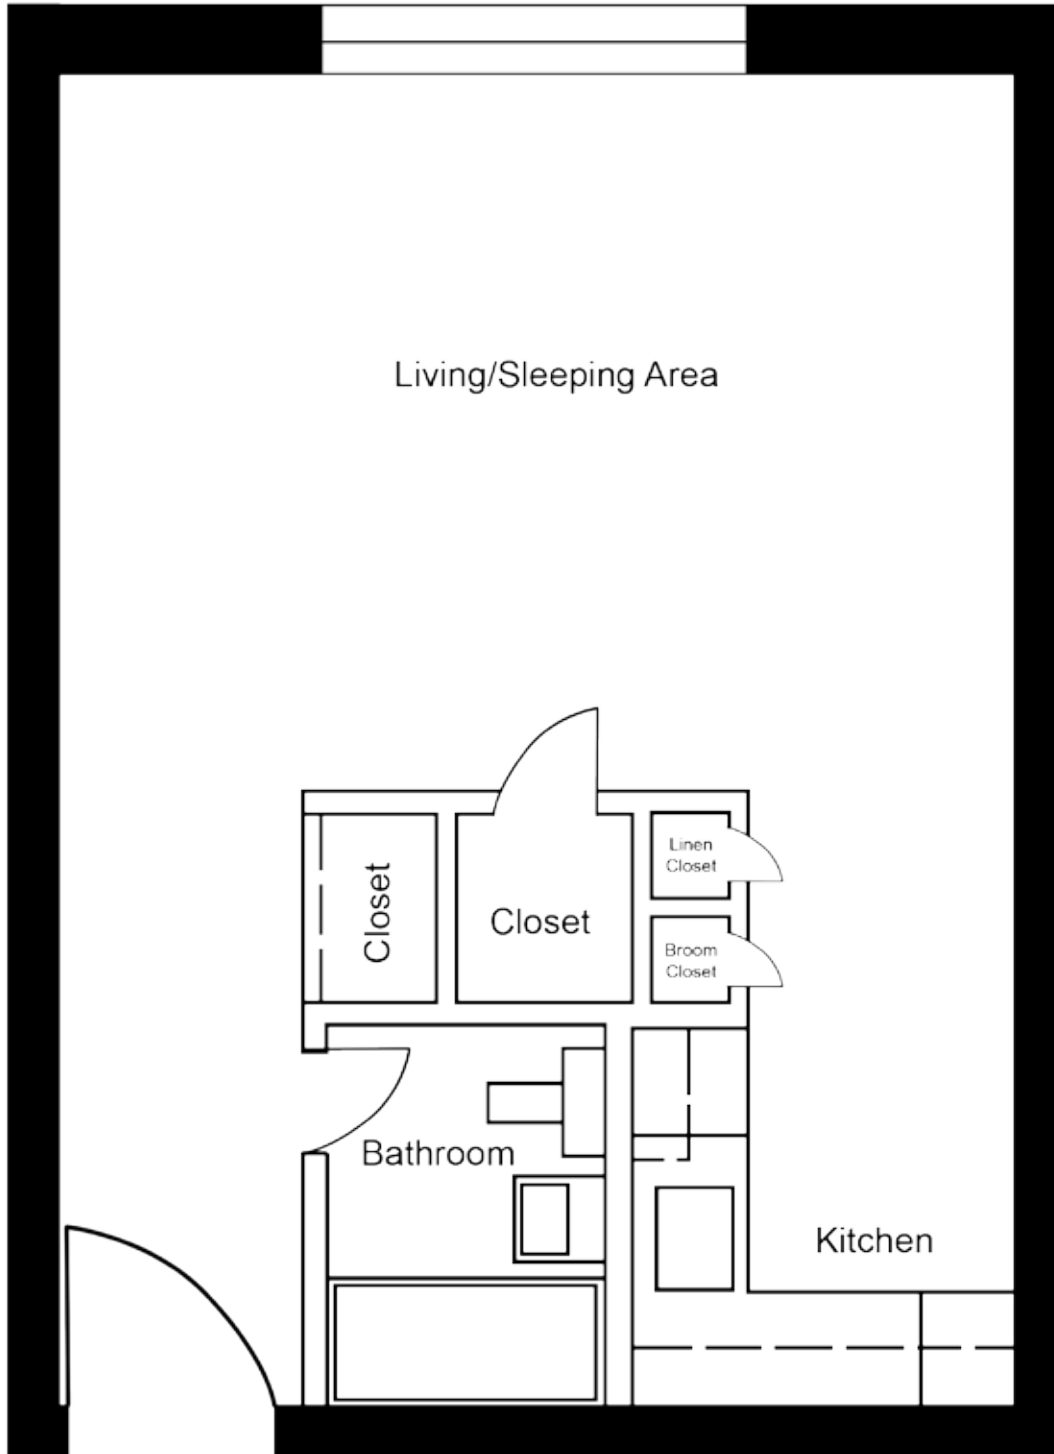 Living/Sleeping Area
Closet
Closet
Linen
Closet
Broom
Closet
Bathroom
Kitchen